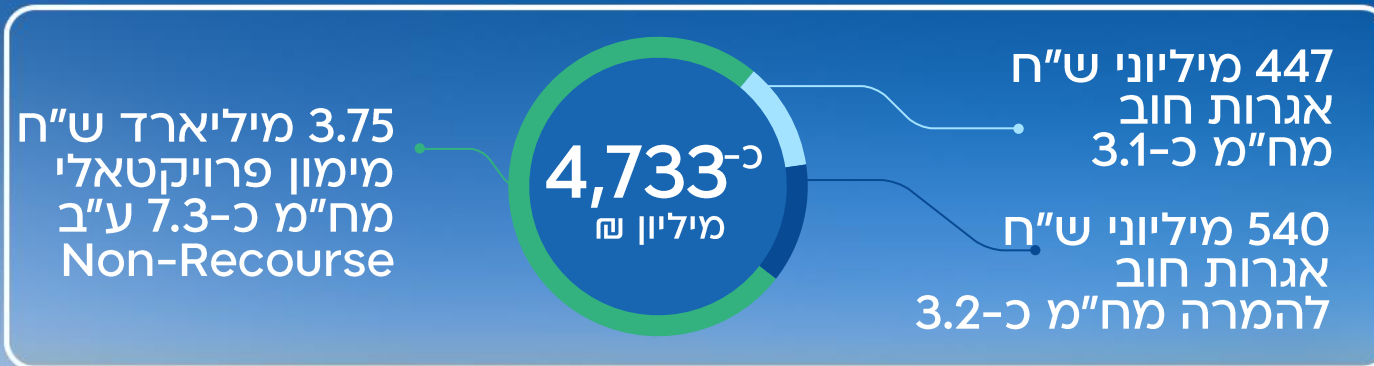 447 מיליוני ש"ח
אגרות חוב
מח"מ כ-3.1
540 מיליוני ש"ח
אגרות חוב
להמרה מח"מ כ-3.2
כ-4,733
מיליון ₪
3.75 מיליארד ש"ח
מימון פרויקטאלי
מח"מ כ-7.3 ע"ב
Non-Recourse